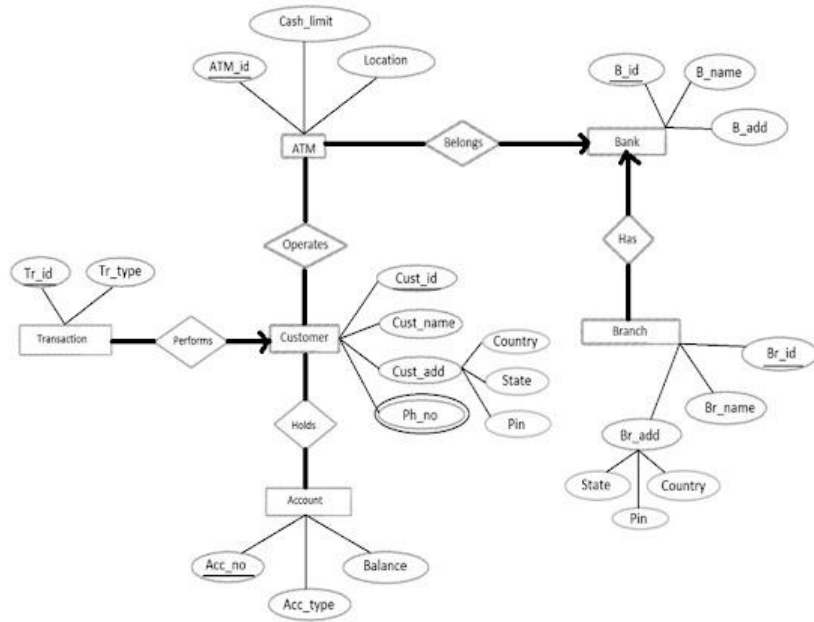 Cash_limit
ATM_id
Location
B_id
B_name
B_add
ATM
Belongs
Bank
Operates
Has
Tr_id
Tr_type
Cust_id
Cust_name
Cust_add
Ph_no
Country
State
Pin
Transaction
Performs
Customer
Branch
Br_id
Br_name
Br_add
State
Country
Pin
Holds
Account
Acc_no
Balance
Acc_type